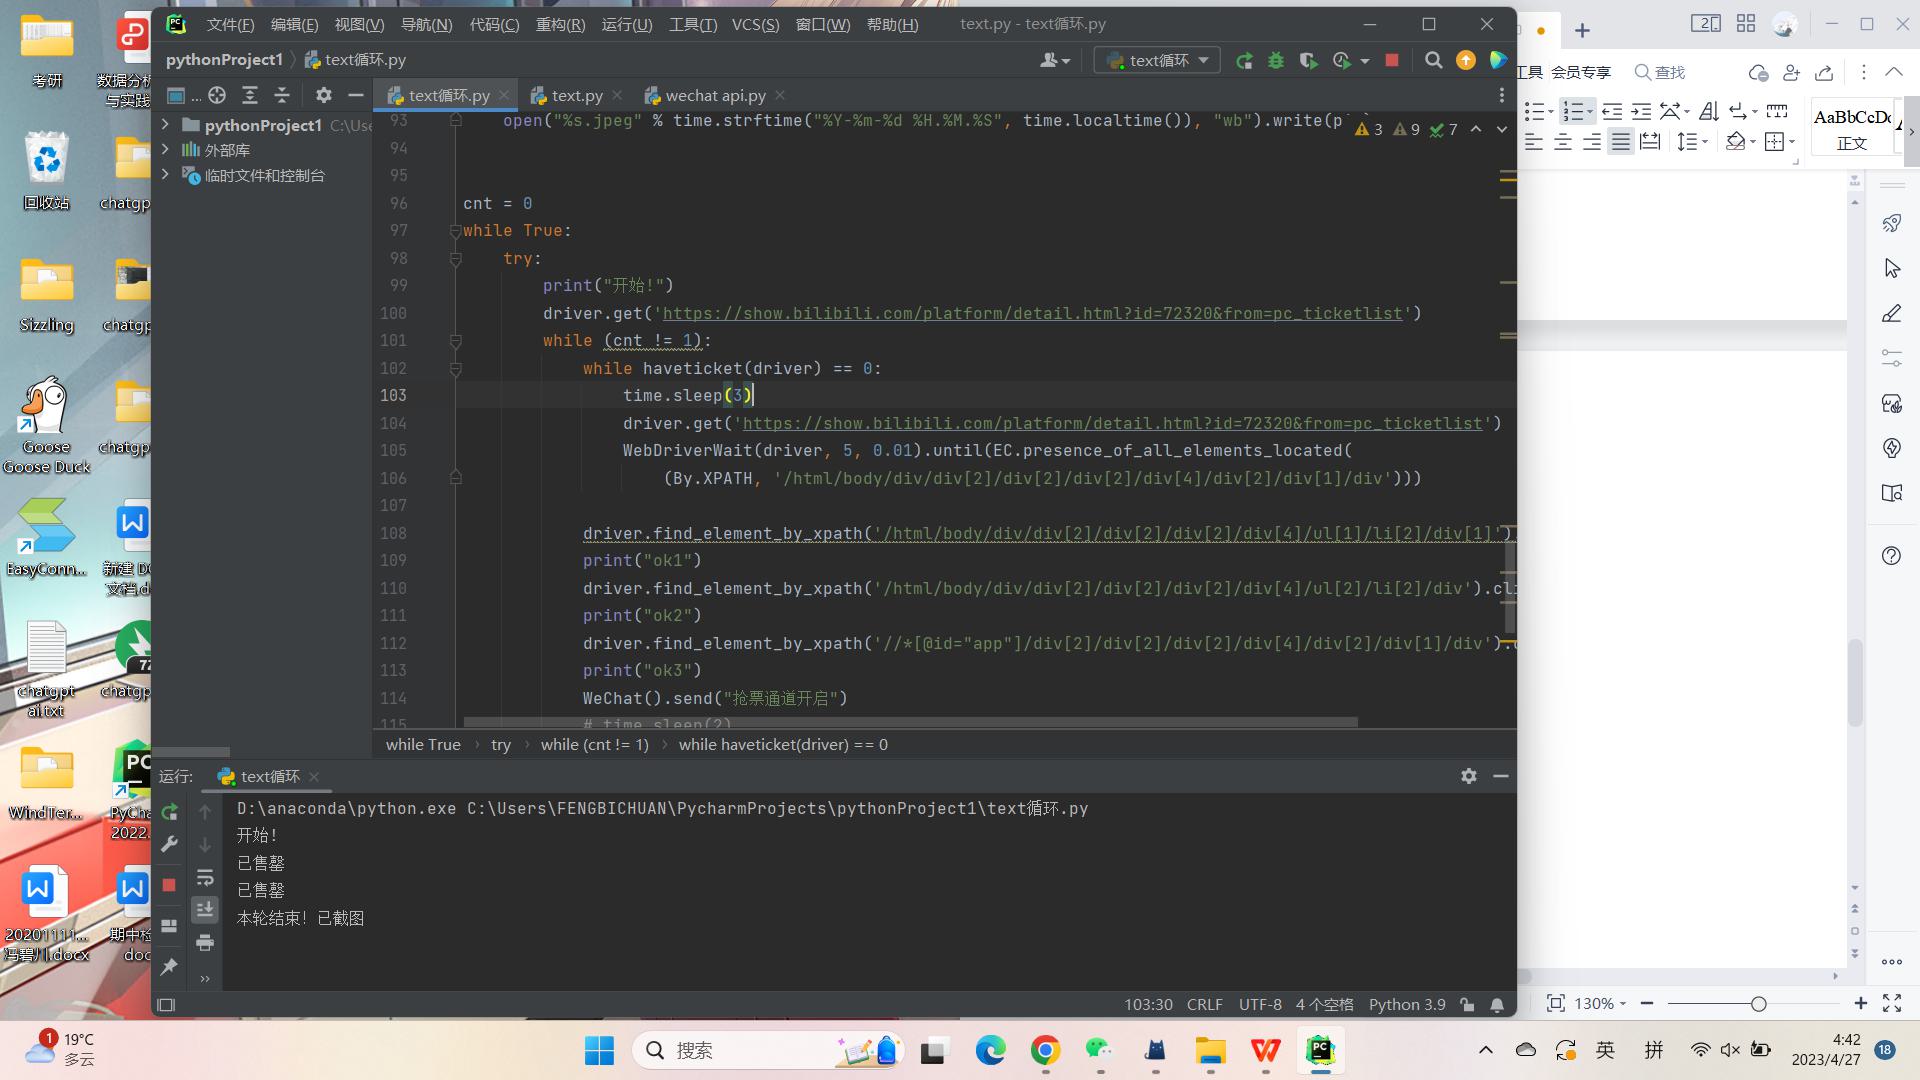 文件(F) 编辑(E) 视图(V) 导航(N) 代码(C) 重构(R) 运行(U) 工具(T) VCS(S) 窗口(W) 帮助(H) text.py - text循环.py
pythonProject1 text循环.py
text循环
text循环.py text.py wechat api.py
pythonProject1 C:\Use
外部库
临时文件和控制台
3 9 7
93 open("%s.jpeg" % time.strftime("%Y-%m-%d %H.%M.%S", time.localtime()), "wb").write(p
94
95
96 cnt = 0
97 while True:
98 try:
99 print("开始!")
100 driver.get('https://show.bilibili.com/platform/detail.html?id=72320&from=pc_ticketlist')
101 while (cnt != 1):
102 while haveticket(driver) == 0:
103 time.sleep(3)
104 driver.get('https://show.bilibili.com/platform/detail.html?id=72320&from=pc_ticketlist')
105 WebDriverWait(driver, 5, 0.01).until(EC.presence_of_all_elements_located(
106 (By.XPATH, '/html/body/div/div[2]/div[2]/div[2]/div[4]/div[2]/div[1]/div')))
107
108 driver.find_element_by_xpath('/html/body/div/div[2]/div[2]/div[2]/div[4]/ul[1]/li[2]/div[1]')
109 print("ok1")
110 driver.find_element_by_xpath('/html/body/div/div[2]/div[2]/div[2]/div[4]/ul[2]/li[2]/div').cli
111 print("ok2")
112 driver.find_element_by_xpath('//*[@id="app"]/div[2]/div[2]/div[2]/div[4]/div[2]/div[1]/div').
113 print("ok3")
114 WeChat().send("抢票通道开启")
115 # time.sleep(2)
while True try while (cnt != 1) while haveticket(driver) == 0
运行: text循环
D:\anaconda\python.exe C:\Users\FENGBICHUAN\PycharmProjects\pythonProject1\text循环.py
开始!
已售罄
已售罄
本轮结束! 已截图
103:30 CRLF UTF-8 4 个空格 Python 3.9
考研
数据分析
与实践
回收站
chatgp
Sizzling
chatgp
Goose
Goose Duck
chatgp
EasyConn...
新建 DO
文档.d
chatgpt
ai.txt
chatgp
72
WindTer...
PyCha
2022.
20201111...
冯碧川.docx
期中检
doc
2
工具 会员专享 查找
AaBbCcD
正文
130%
1 19°C
多云
搜索
英 拼
4:42
2023/4/27
18